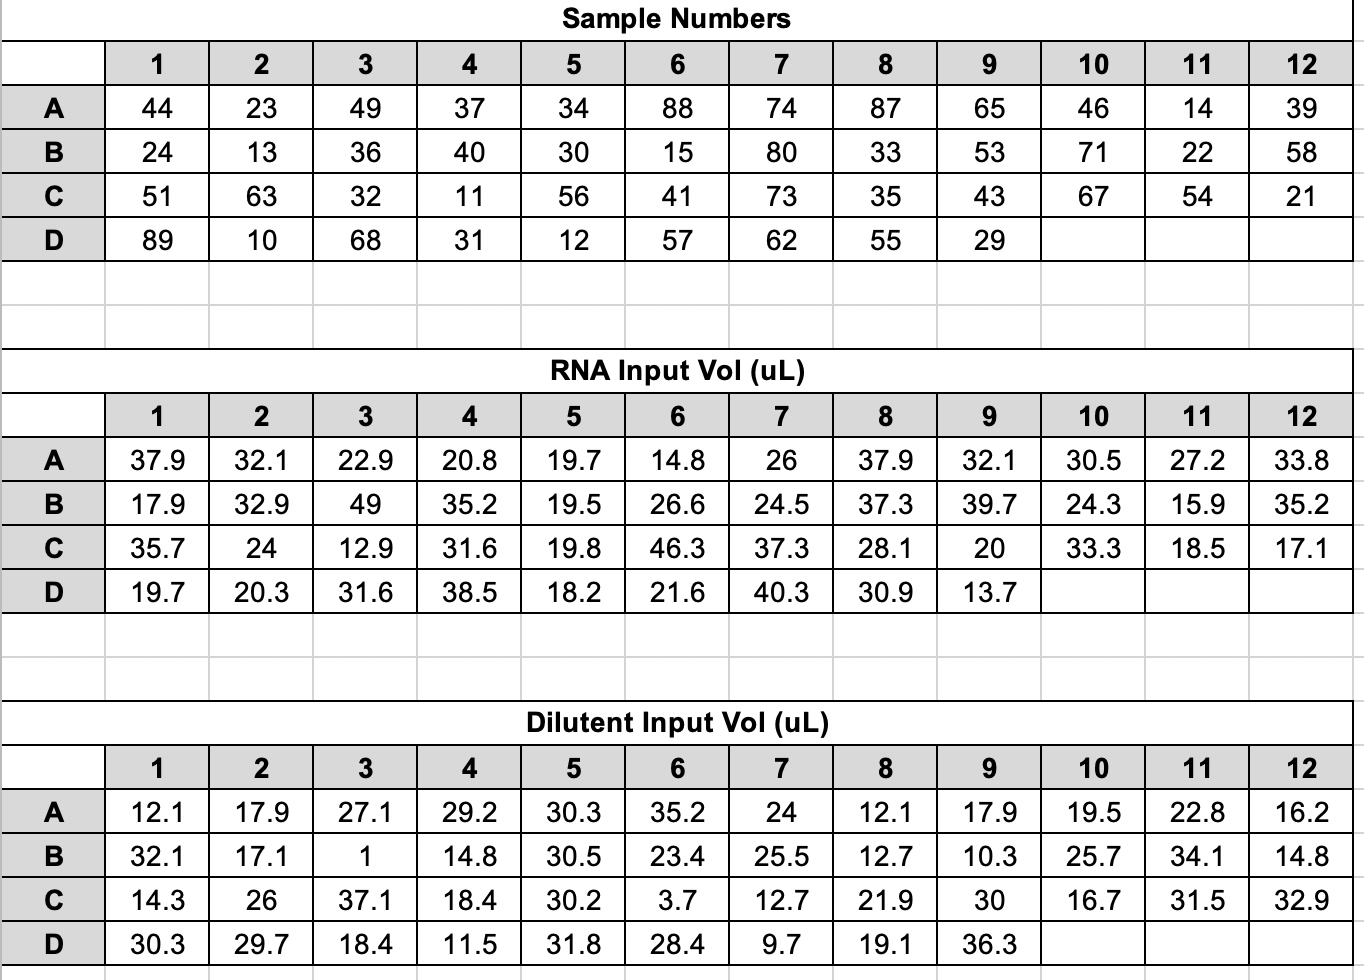 Sample Numbers
1 2 3 4 5 6 7 8 9 10 11 12
A 44 23 49 37 34 88 74 87 65 46 14 39
B 24 13 36 40 30 15 80 33 53 71 22 58
C 51 63 32 11 56 41 73 35 43 67 54 21
D 89 10 68 31 12 57 62 55 29
RNA Input Vol (uL)
1 2 3 4 5 6 7 8 9 10 11 12
A 37.9 32.1 22.9 20.8 19.7 14.8 26 37.9 32.1 30.5 27.2 33.8
B 17.9 32.9 49 35.2 19.5 26.6 24.5 37.3 39.7 24.3 15.9 35.2
C 35.7 24 12.9 31.6 19.8 46.3 37.3 28.1 20 33.3 18.5 17.1
D 19.7 20.3 31.6 38.5 18.2 21.6 40.3 30.9 13.7
Dilutent Input Vol (uL)
1 2 3 4 5 6 7 8 9 10 11 12
A 12.1 17.9 27.1 29.2 30.3 35.2 24 12.1 17.9 19.5 22.8 16.2
B 32.1 17.1 1 14.8 30.5 23.4 25.5 12.7 10.3 25.7 34.1 14.8
C 14.3 26 37.1 18.4 30.2 3.7 12.7 21.9 30 16.7 31.5 32.9
D 30.3 29.7 18.4 11.5 31.8 28.4 9.7 19.1 36.3